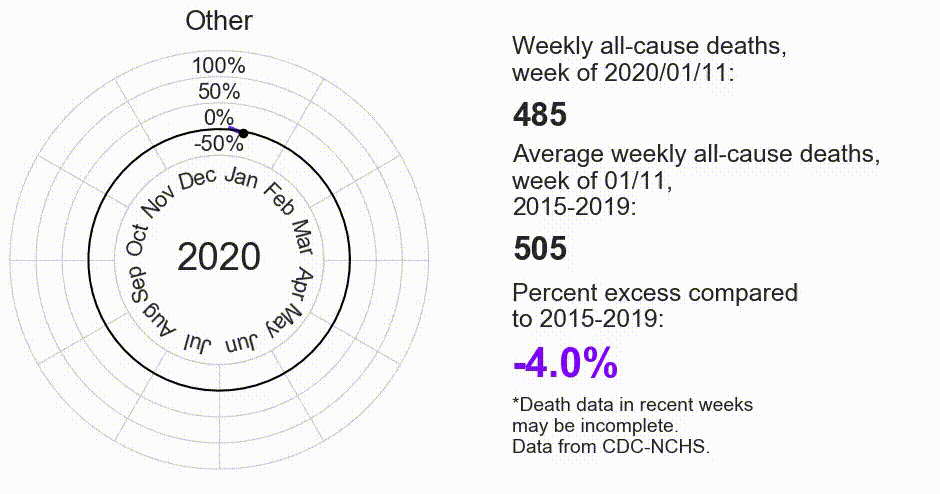 Other
100%
50%
0%
-50%
Jan
Feb
Mar
Apr
May
Jun
Jul
Aug
Sep
Oct
Nov
Dec
2020
Weekly all-cause deaths,
week of 2020/01/11:
485
Average weekly all-cause deaths,
week of 01/11,
2015-2019:
505
Percent excess compared
to 2015-2019:
-4.0%
*Death data in recent weeks
may be incomplete.
Data from CDC-NCHS.